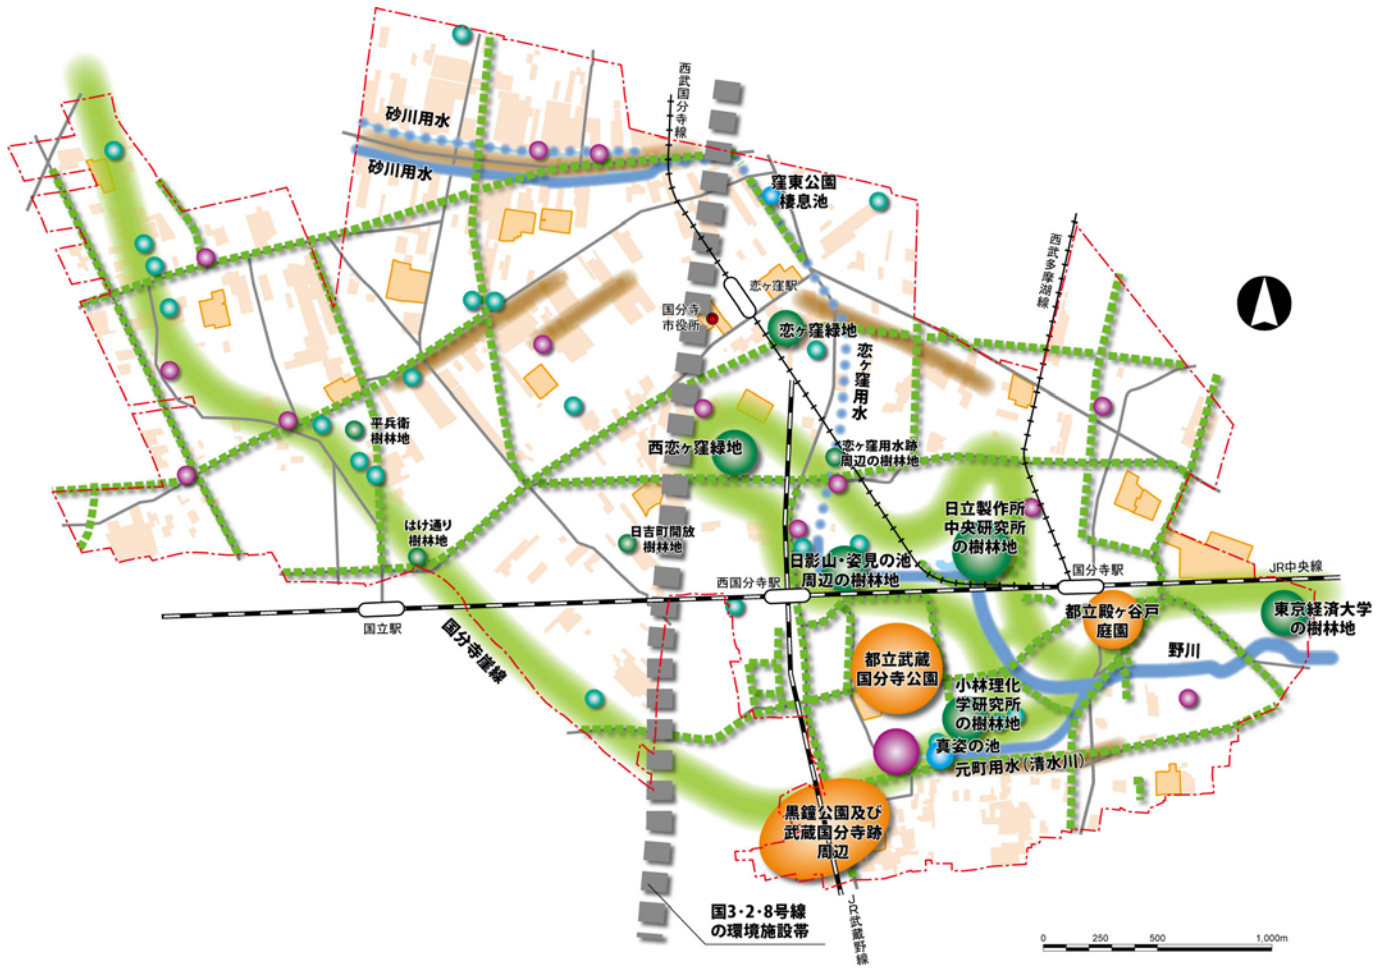 砂川用水
砂川用水
西武国分寺線
窪東公園
棲息池
西武多摩湖線
恋ヶ窪駅
国分寺
市役所
恋ヶ窪緑地
恋ヶ窪用水
平兵衛
樹林地
西恋ヶ窪緑地
恋ヶ窪用水跡
周辺の樹林地
はけ通り
樹林地
日吉町開放
樹林地
日立製作所
中央研究所
の樹林地
日影山・姿見の池
周辺の樹林地
西国分寺駅
国分寺駅
JR中央線
国立駅
国分寺崖線
都立殿ヶ谷戸
庭園
東京経済大学
の樹林地
野川
都立武蔵
国分寺公園
小林理化
学研究所
の樹林地
真姿の池
元町用水(清水川)
黒鐘公園及び
武蔵国分寺跡
周辺
国3・2・8号線
の環境施設帯
JR武蔵野線
0 250 500 1,000m